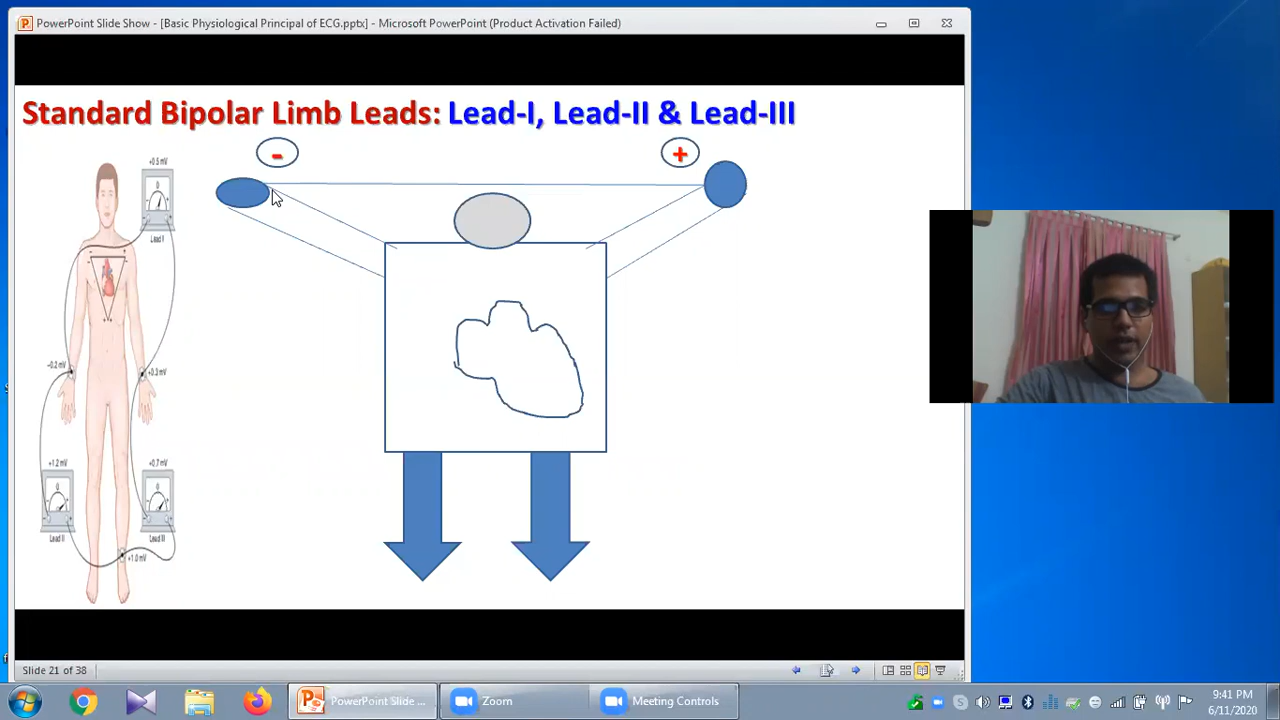 PowerPoint Slide Show - [Basic Physiological Principal of ECG.pptx] - Microsoft PowerPoint (Product Activation Failed)
Standard Bipolar Limb Leads: Lead-I, Lead-II & Lead-III
- +
+0.5 mV
Lead I
−0.2 mV
+0.3 mV
+1.2 mV
+0.7 mV
Lead II
Lead III
+1.0 mV
Slide 21 of 38
PowerPoint Slide ...
Zoom
Meeting Controls
9:41 PM
6/11/2020